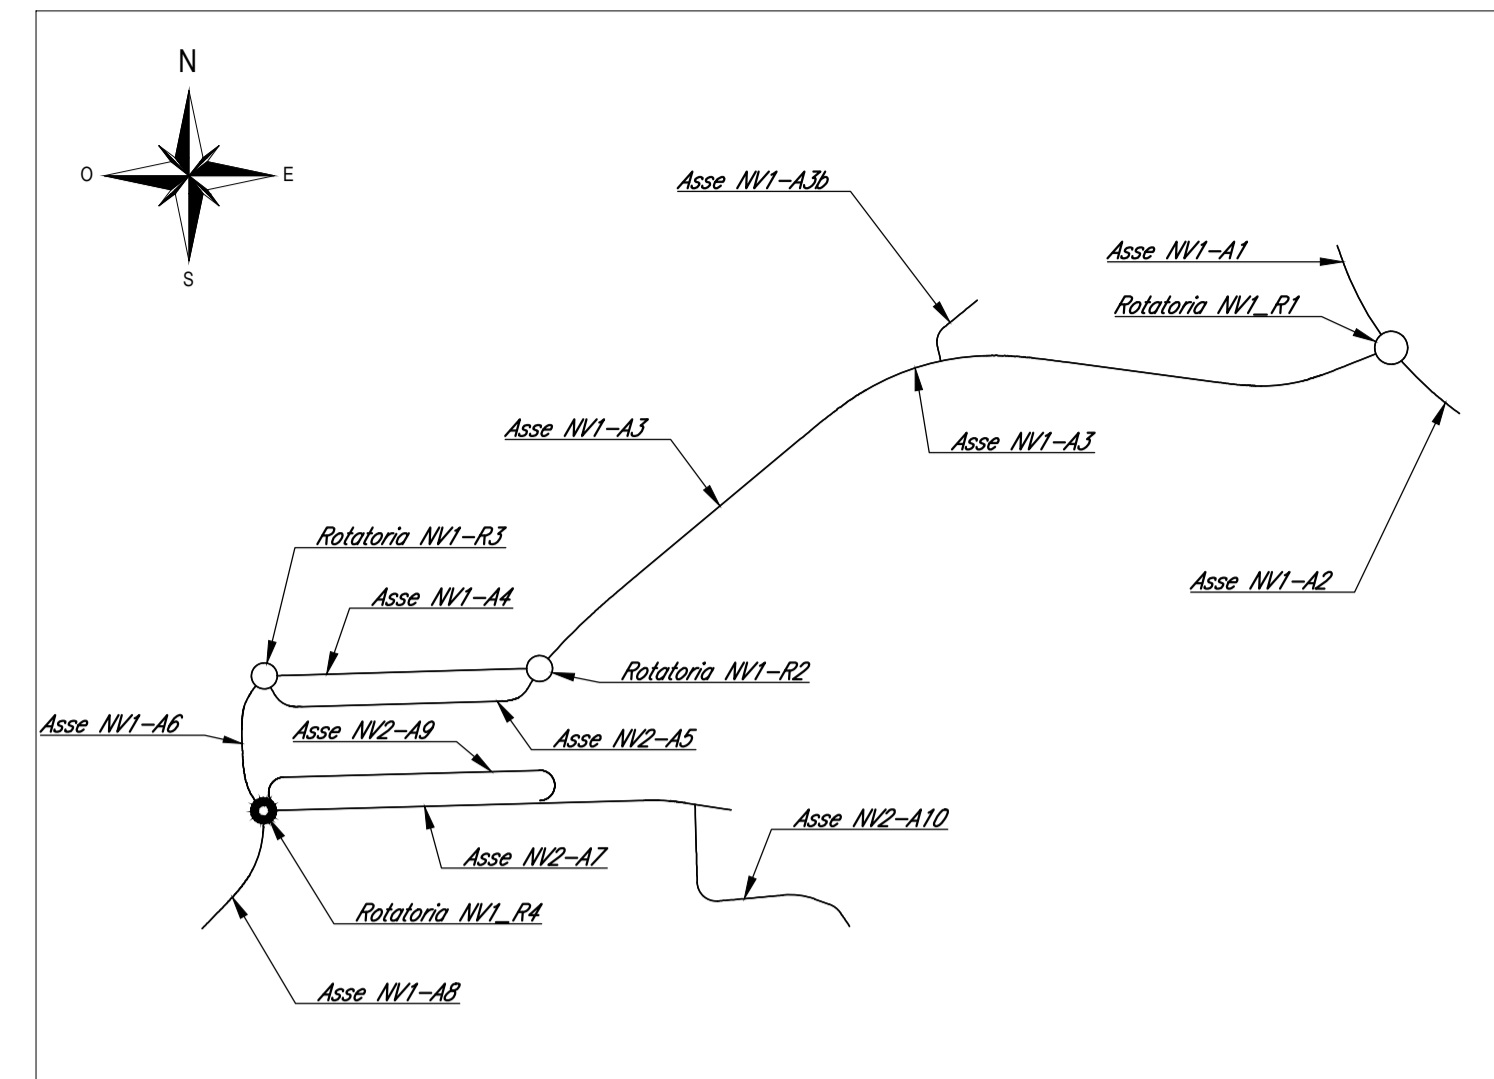 N
O
E
S
Asse NV1-A3b
Asse NV1-A1
Rotatoria NV1_R1
Asse NV1-A3
Asse NV1-A3
Rotatoria NV1-R3
Asse NV1-A4
Asse NV1-A2
Rotatoria NV1-R2
Asse NV1-A6
Asse NV2-A9
Asse NV2-A5
Asse NV2-A10
Asse NV2-A7
Rotatoria NV1_R4
Asse NV1-A8